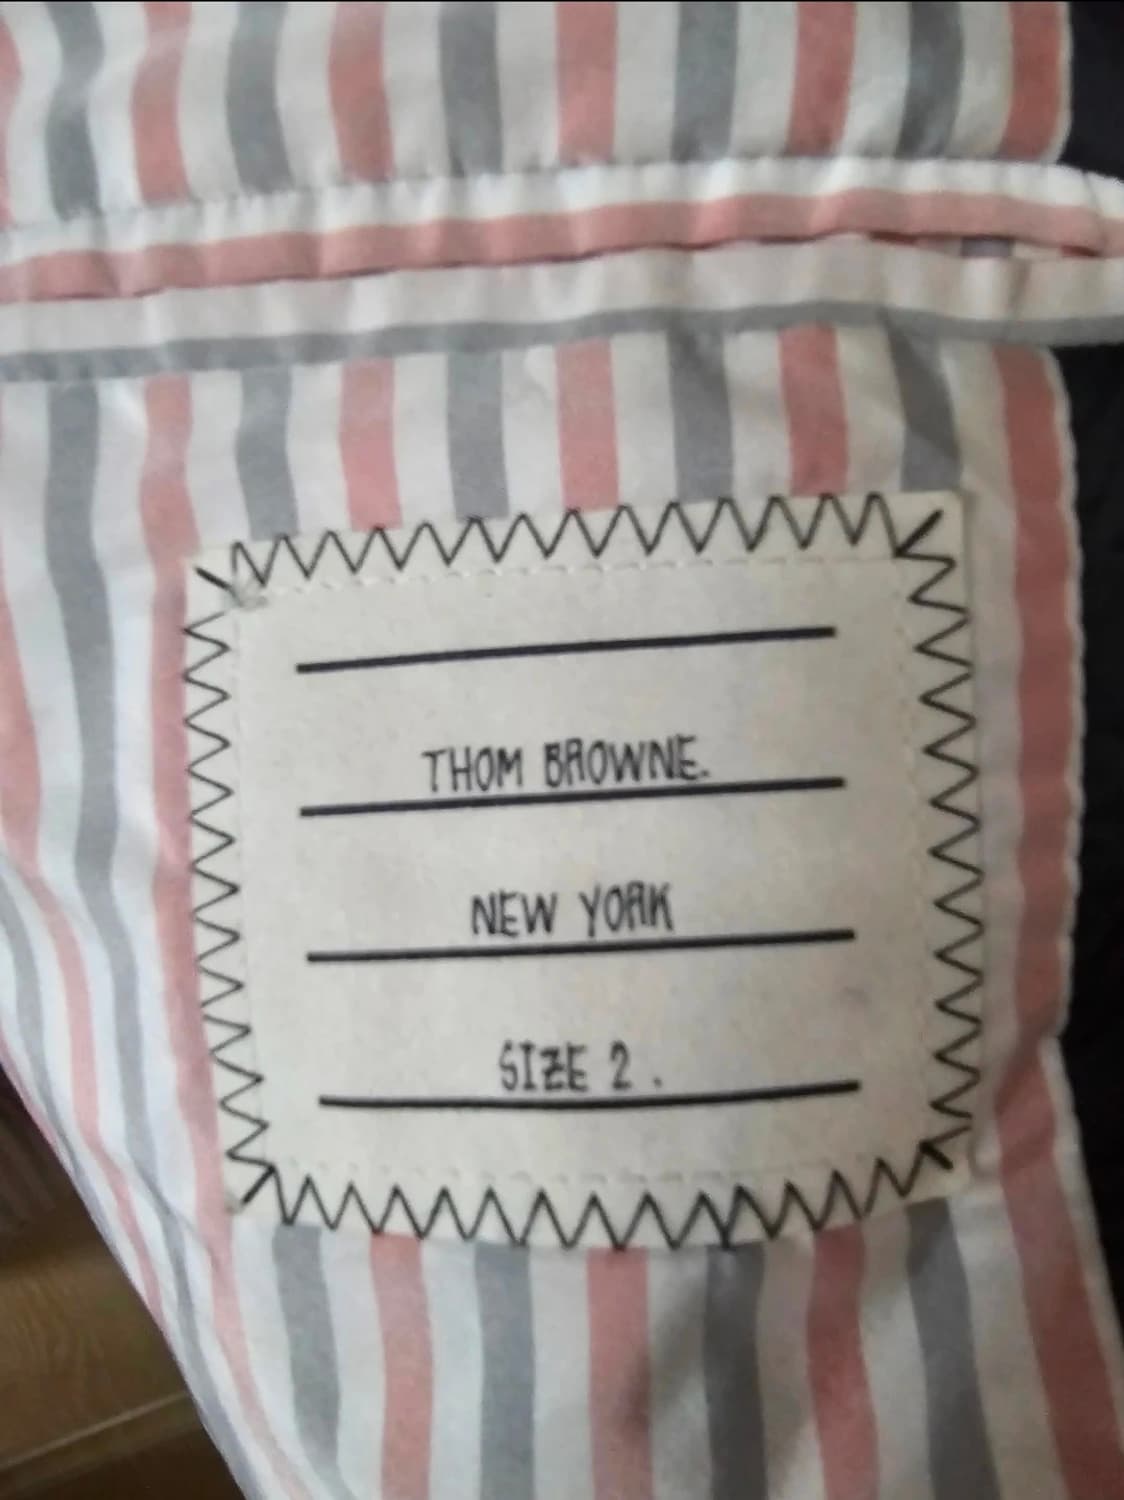 THOM BROWNE.
NEW YORK
SIZE 2 .